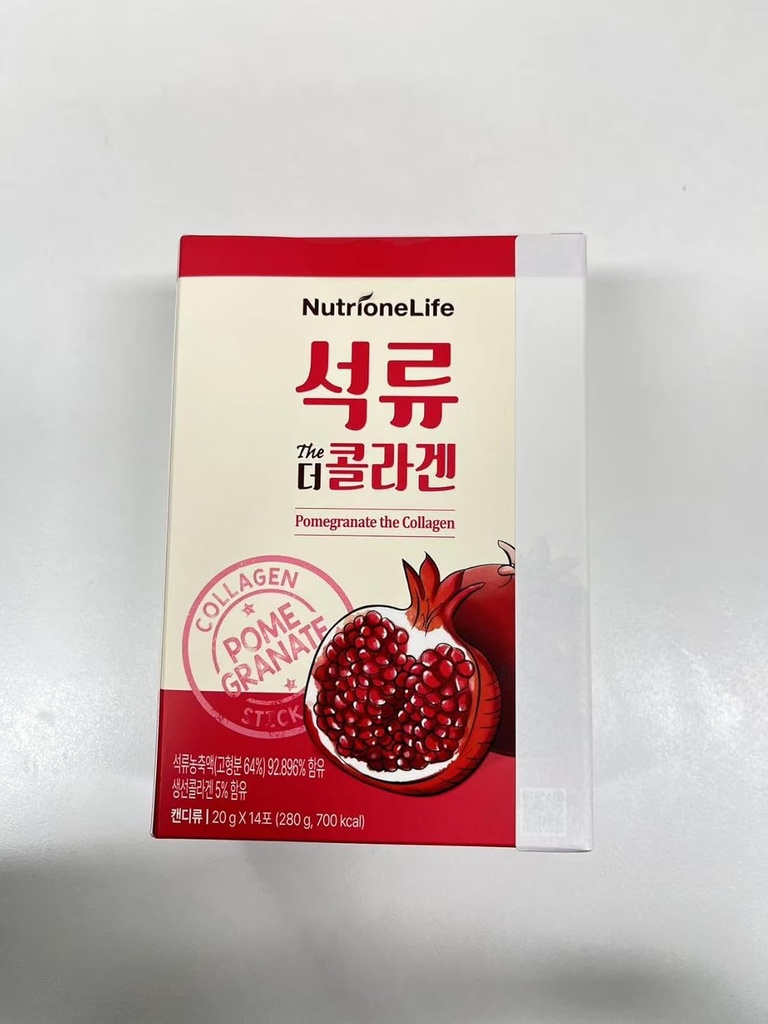 NutrioneLife
석류
The
더콜라겐
Pomegranate the Collagen
COLLAGEN
POME
GRANATE
STICK
석류농축액(고형분 64%) 92.896% 함유
생선콜라겐 5% 함유
캔디류 | 20 g X 14포 (280 g, 700 kcal)